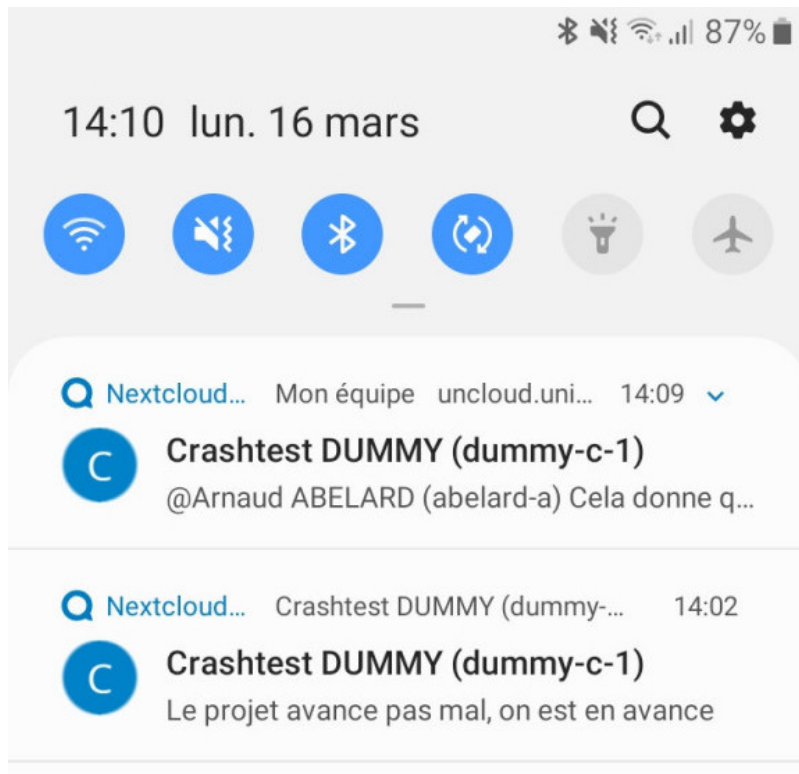 87%
14:10 lun. 16 mars
Nextcloud... Mon équipe uncloud.uni... 14:09
C
Crashtest DUMMY (dummy-c-1)
@Arnaud ABELARD (abelard-a) Cela donne q...
Nextcloud... Crashtest DUMMY (dummy-... 14:02
C
Crashtest DUMMY (dummy-c-1)
Le projet avance pas mal, on est en avance